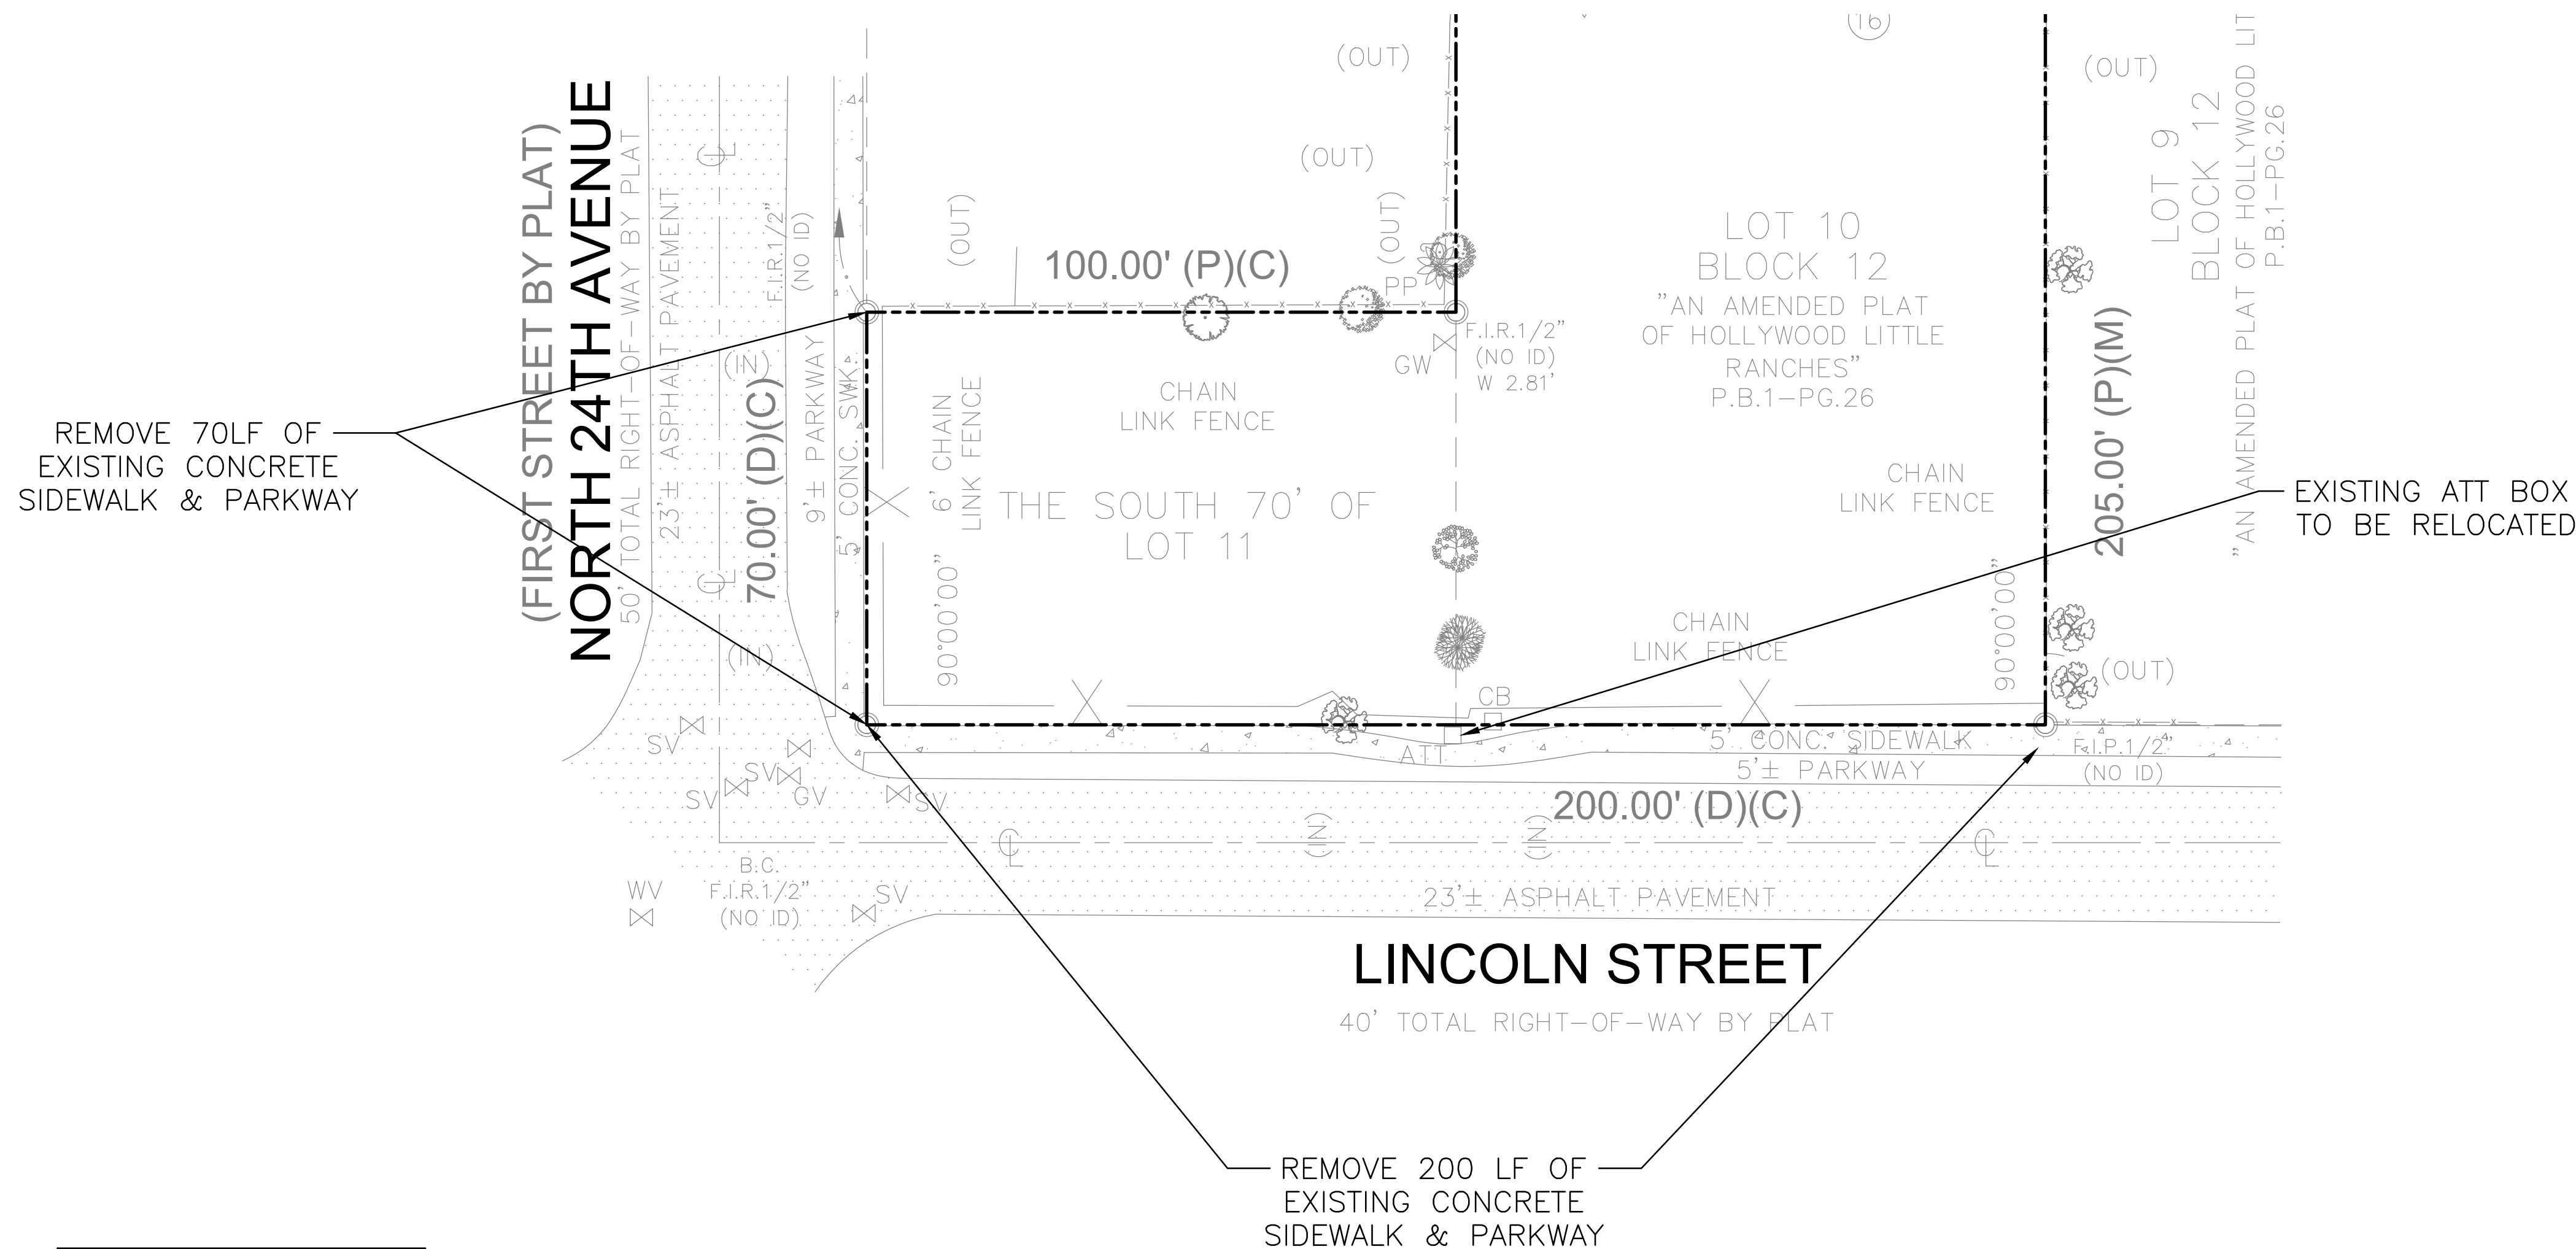 (16)
(OUT)
(OUT)
(OUT)
(OUT)
(OUT)
(FIRST STREET BY PLAT)
NORTH 24TH AVENUE
50' TOTAL RIGHT-OF-WAY BY PLAT
23'± ASPHALT PAVEMENT
F.I.R.1/2"
(NO ID)
100.00' (P)(C)
PP
LOT 10
BLOCK 12
"AN AMENDED PLAT
OF HOLLYWOOD LITTLE
RANCHES"
P.B.1-PG.26
LOT 9
BLOCK 12
"AN AMENDED PLAT OF HOLLYWOOD LIT
P.B.1-PG.26
(IN)
70.00' (D)(C)
9'± PARKWAY
5' CONC. SWK.
6' CHAIN
LINK FENCE
CHAIN
LINK FENCE
GW
F.I.R.1/2"
(NO ID)
W 2.81'
205.00' (P)(M)
REMOVE 70LF OF
EXISTING CONCRETE
SIDEWALK & PARKWAY
THE SOUTH 70' OF
LOT 11
CHAIN
LINK FENCE
EXISTING ATT BOX
TO BE RELOCATED
90°00'00"
90°00'00"
CHAIN
LINK FENCE
(IN)
(OUT)
CB
ATT
5' CONC. SIDEWALK
5'± PARKWAY
F.I.P.1/2"
(NO ID)
SV
SV
SV
GV
SV
200.00' (D)(C)
(IN)
(IN)
B.C.
F.I.R.1/2"
(NO ID)
WV
SV
23'± ASPHALT PAVEMENT
LINCOLN STREET
40' TOTAL RIGHT-OF-WAY BY PLAT
REMOVE 200 LF OF
EXISTING CONCRETE
SIDEWALK & PARKWAY